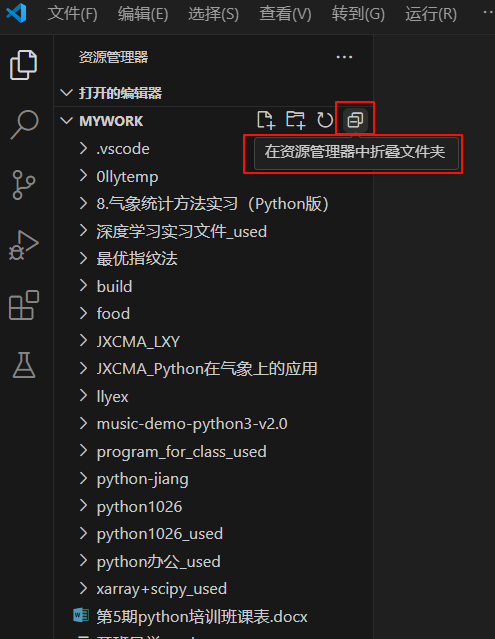 文件(F) 编辑(E) 选择(S) 查看(V) 转到(G) 运行(R) ···
资源管理器 ···
打开的编辑器
MYWORK
在资源管理器中折叠文件夹
.vscode
0llytemp
8.气象统计方法实习（Python版）
深度学习实习文件_used
最优指纹法
build
food
JXCMA_LXY
JXCMA_Python在气象上的应用
llyex
music-demo-python3-v2.0
program_for_class_used
python-jiang
python1026
python1026_used
python办公_used
xarray+scipy_used
第5期python培训班课表.docx